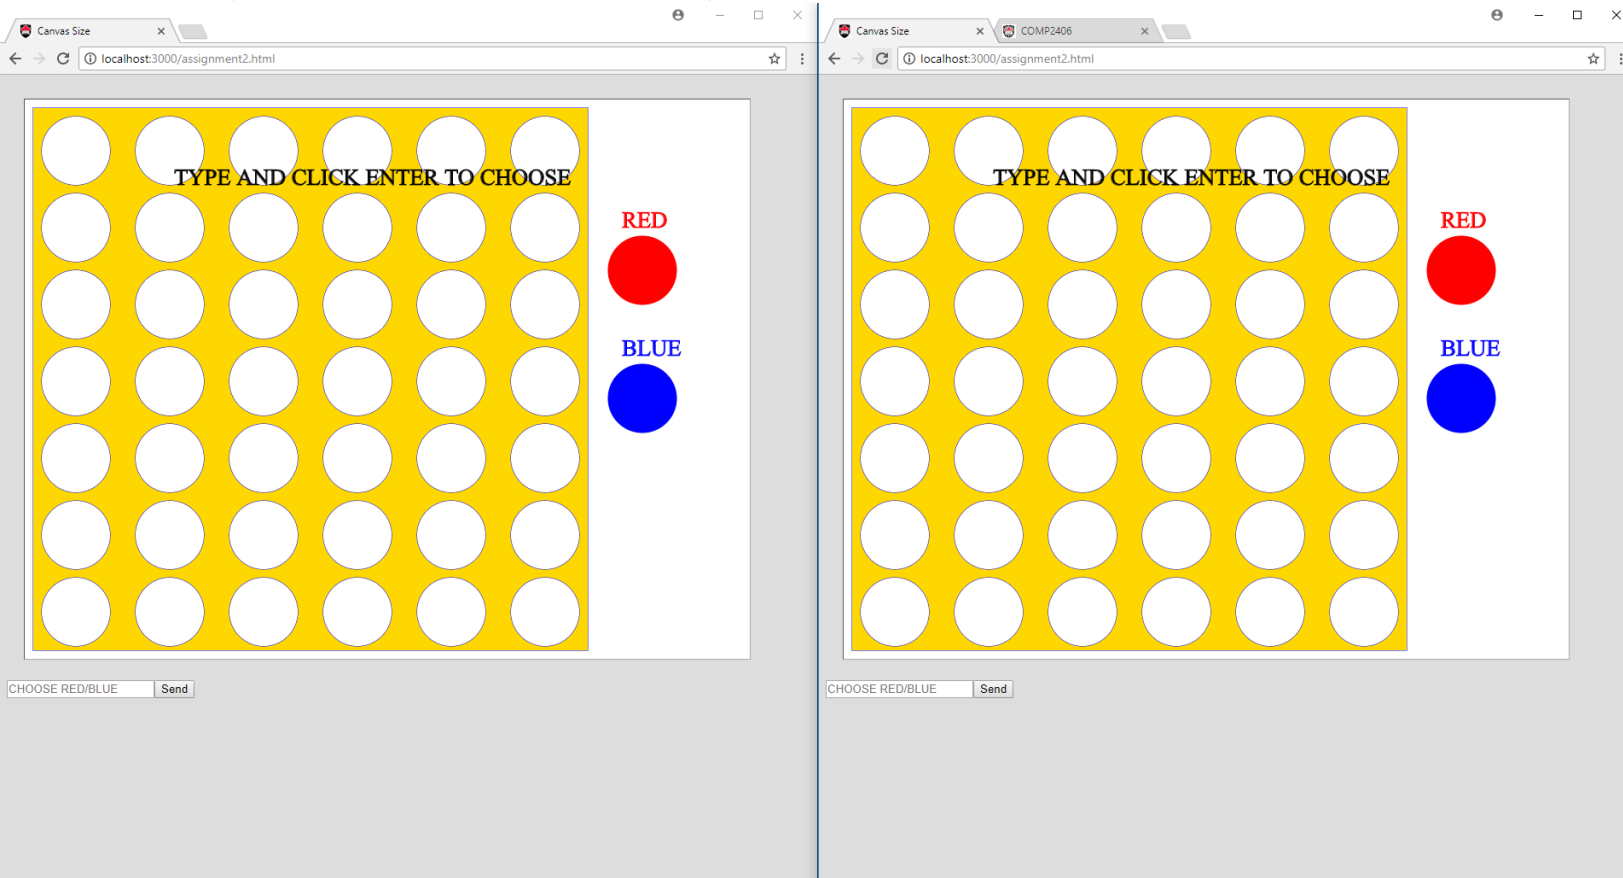 Canvas Size
localhost:3000/assignment2.html
TYPE AND CLICK ENTER TO CHOOSE
RED
BLUE
CHOOSE RED/BLUE
Send
Canvas Size
COMP2406
localhost:3000/assignment2.html
TYPE AND CLICK ENTER TO CHOOSE
RED
BLUE
CHOOSE RED/BLUE
Send